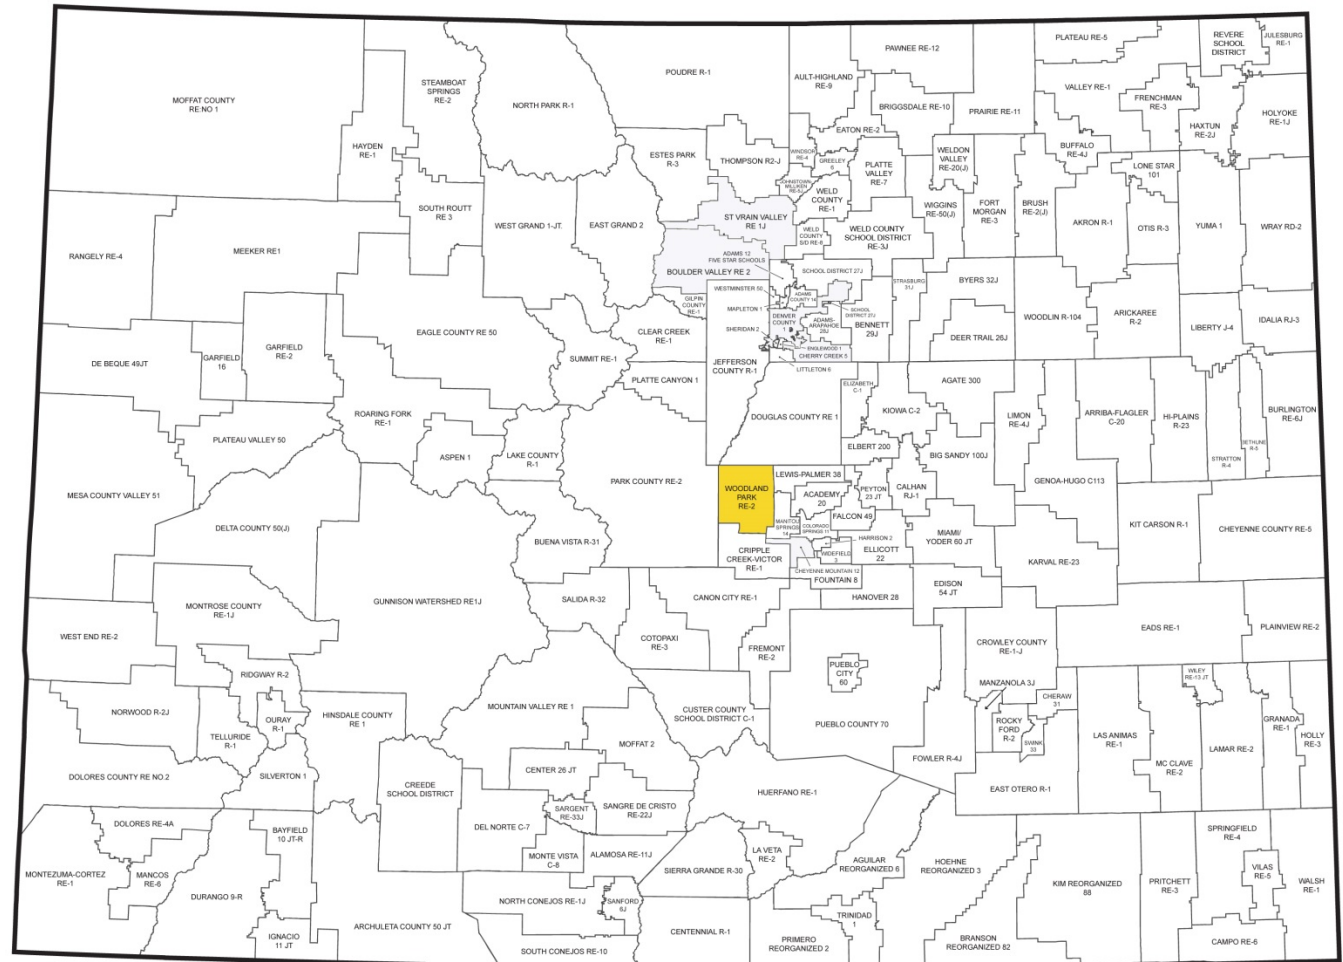 MOFFAT COUNTY
RE:NO 1
STEAMBOAT
SPRINGS
RE-2
HAYDEN
RE-1
NORTH PARK R-1
POUDRE R-1
AULT-HIGHLAND
RE-9
PAWNEE RE-12
BRIGGSDALE RE-10
PRAIRIE RE-11
PLATEAU RE-5
REVERE
SCHOOL
DISTRICT
JULESBURG
RE-1
VALLEY RE-1
FRENCHMAN
RE-3
HAXTUN
RE-2J
HOLYOKE
RE-1J
EATON RE-2
BUFFALO
RE-4J
LONE STAR
101
ESTES PARK
R-3
THOMPSON R2-J
WINDSOR
RE-4
GREELEY
6
PLATTE
VALLEY
RE-7
WELDON
VALLEY
RE-20(J)
JOHNSTOWN-
MILLIKEN
RE-5J
WELD
COUNTY
RE-1
WIGGINS
RE-50(J)
FORT
MORGAN
RE-3
BRUSH
RE-2(J)
AKRON R-1
OTIS R-3
YUMA 1
WRAY RD-2
SOUTH ROUTT
RE 3
WEST GRAND 1-JT.
EAST GRAND 2
ST VRAIN VALLEY
RE 1J
WELD
COUNTY
S/D RE-8
WELD COUNTY
SCHOOL DISTRICT
RE-3J
RANGELY RE-4
MEEKER RE1
BOULDER VALLEY RE 2
ADAMS 12
FIVE STAR SCHOOLS
SCHOOL DISTRICT 27J
STRASBURG
31J
BYERS 32J
WESTMINSTER 50
ADAMS
COUNTY 14
MAPLETON 1
SCHOOL
DISTRICT 27J
GILPIN
COUNTY
RE-1
DENVER
COUNTY
1
ADAMS-
ARAPAHOE
28J
BENNETT
29J
DEER TRAIL 26J
WOODLIN R-104
ARICKAREE
R-2
LIBERTY J-4
IDALIA RJ-3
EAGLE COUNTY RE 50
SUMMIT RE-1
CLEAR CREEK
RE-1
SHERIDAN 2
ENGLEWOOD 1
CHERRY CREEK 5
LITTLETON 6
JEFFERSON
COUNTY R-1
DE BEQUE 49JT
GARFIELD
16
GARFIELD
RE-2
PLATTE CANYON 1
ELIZABETH
C-1
KIOWA C-2
AGATE 300
LIMON
RE-4J
ARRIBA-FLAGLER
C-20
HI-PLAINS
R-23
BURLINGTON
RE-6J
ROARING FORK
RE-1
DOUGLAS COUNTY RE 1
ELBERT 200
BIG SANDY 100J
STRATTON
R-4
BETHUNE
R-5
PLATEAU VALLEY 50
ASPEN 1
LAKE COUNTY
R-1
PARK COUNTY RE-2
WOODLAND
PARK
RE-2
LEWIS-PALMER 38
ACADEMY
20
PEYTON
23 JT
CALHAN
RJ-1
GENOA-HUGO C113
MESA COUNTY VALLEY 51
DELTA COUNTY 50(J)
BUENA VISTA R-31
MANITOU
SPRINGS
14
COLORADO
SPRINGS 11
FALCON 49
HARRISON 2
WIDEFIELD
3
ELLICOTT
22
MIAMI/
YODER 60 JT
KIT CARSON R-1
CHEYENNE COUNTY RE-5
CRIPPLE
CREEK-VICTOR
RE-1
CHEYENNE MOUNTAIN 12
FOUNTAIN 8
KARVAL RE-23
MONTROSE COUNTY
RE-1J
GUNNISON WATERSHED RE1J
SALIDA R-32
CANON CITY RE-1
HANOVER 28
EDISON
54 JT
WEST END RE-2
COTOPAXI
RE-3
FREMONT
RE-2
PUEBLO
CITY
60
CROWLEY COUNTY
RE-1-J
EADS RE-1
PLAINVIEW RE-2
RIDGWAY R-2
MANZANOLA 3J
WILEY
RE-13 JT
NORWOOD R-2J
TELLURIDE
R-1
OURAY
R-1
HINSDALE COUNTY
RE 1
MOUNTAIN VALLEY RE 1
CUSTER COUNTY
SCHOOL DISTRICT C-1
PUEBLO COUNTY 70
CHERAW
31
ROCKY
FORD
R-2
SWINK
33
LAS ANIMAS
RE-1
LAMAR RE-2
GRANADA
RE-1
HOLLY
RE-3
MOFFAT 2
FOWLER R-4J
MC CLAVE
RE-2
DOLORES COUNTY RE NO.2
SILVERTON 1
CREEDE
SCHOOL DISTRICT
CENTER 26 JT
EAST OTERO R-1
HUERFANO RE-1
SARGENT
RE-33J
SANGRE DE CRISTO
RE-22J
DOLORES RE-4A
BAYFIELD
10 JT-R
DEL NORTE C-7
MONTE VISTA
C-8
ALAMOSA RE-11J
LA VETA
RE-2
AGUILAR
REORGANIZED 6
HOEHNE
REORGANIZED 3
SPRINGFIELD
RE-4
MONTEZUMA-CORTEZ
RE-1
MANCOS
RE-6
DURANGO 9-R
SIERRA GRANDE R-30
KIM REORGANIZED
88
PRITCHETT
RE-3
VILAS
RE-5
WALSH
RE-1
NORTH CONEJOS RE-1J
SANFORD
6J
IGNACIO
11 JT
ARCHULETA COUNTY 50 JT
SOUTH CONEJOS RE-10
CENTENNIAL R-1
TRINIDAD
1
PRIMERO
REORGANIZED 2
BRANSON
REORGANIZED 82
CAMPO RE-6